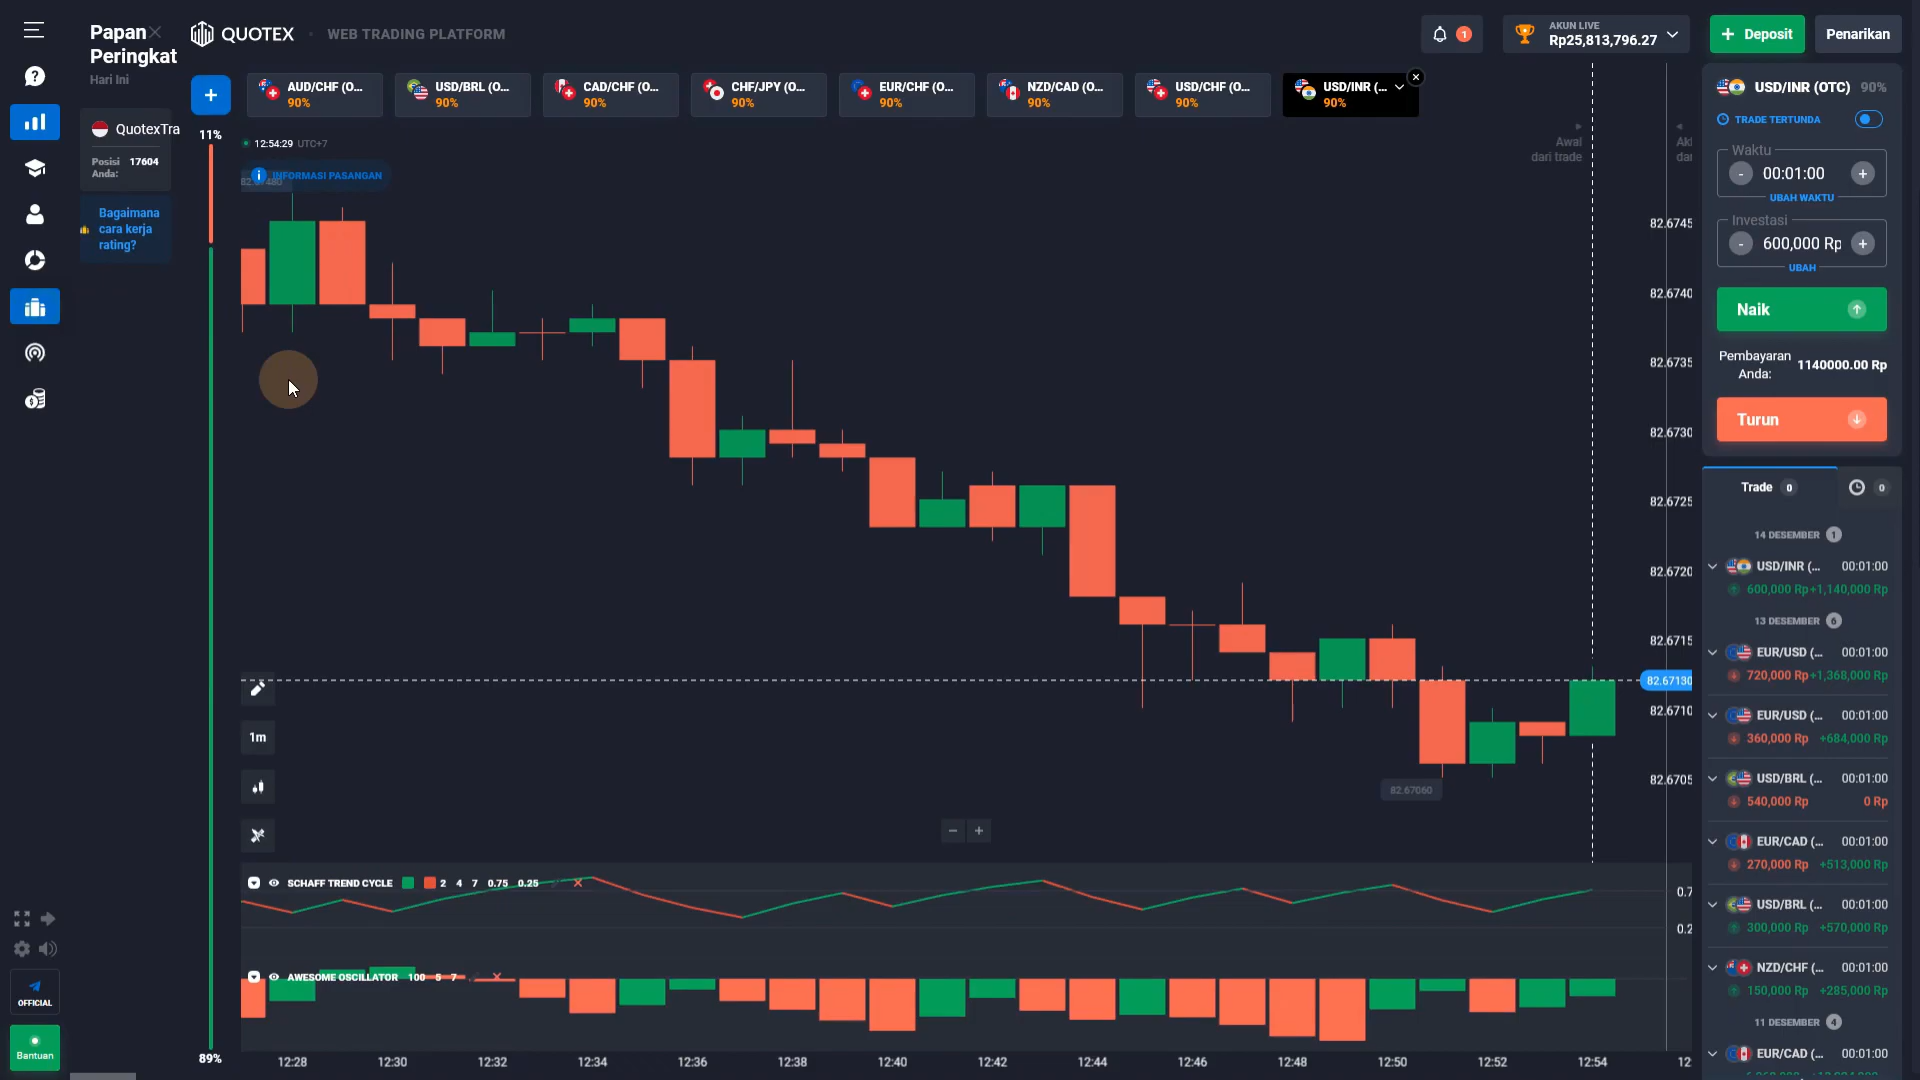 Papan
Peringkat
Hari Ini
QuotexTra
Posisi
Anda:
17604
Bagaimana
cara kerja
rating?
OFFICIAL
Bantuan
QUOTEX
WEB TRADING PLATFORM
1
AKUN LIVE
Rp25,813,796.27
+ Deposit
Penarikan
+
AUD/CHF (O...
90%
USD/BRL (O...
90%
CAD/CHF (O...
90%
CHF/JPY (O...
90%
EUR/CHF (O...
90%
NZD/CAD (O...
90%
USD/CHF (O...
90%
USD/INR (...
90%
11%
89%
12:54:29 UTC+7
INFORMASI PASANGAN
Awal
dari trade
82.6745
82.6740
82.6735
82.6730
82.6725
82.6720
82.6715
82.67130
82.6710
82.6705
82.67060
1m
- +
SCHAFF TREND CYCLE 2 4 7 0.75 0.25
0.7
0.2
AWESOME OSCILLATOR 100 5 7
12:28 12:30 12:32 12:34 12:36 12:38 12:40 12:42 12:44 12:46 12:48 12:50 12:52 12:54 12:
USD/INR (OTC) 90%
TRADE TERTUNDA
Waktu
- 00:01:00 +
UBAH WAKTU
Investasi
- 600,000 Rp +
UBAH
Naik
Pembayaran
Anda:
1140000.00 Rp
Turun
Trade 0
0
14 DESEMBER 1
USD/INR (... 00:01:00
600,000 Rp +1,140,000 Rp
13 DESEMBER 6
EUR/USD (... 00:01:00
720,000 Rp +1,368,000 Rp
EUR/USD (... 00:01:00
360,000 Rp +684,000 Rp
USD/BRL (... 00:01:00
540,000 Rp 0 Rp
EUR/CAD (... 00:01:00
270,000 Rp +513,000 Rp
USD/BRL (... 00:01:00
300,000 Rp +570,000 Rp
NZD/CHF (... 00:01:00
150,000 Rp +285,000 Rp
11 DESEMBER 4
EUR/CAD (... 00:01:00